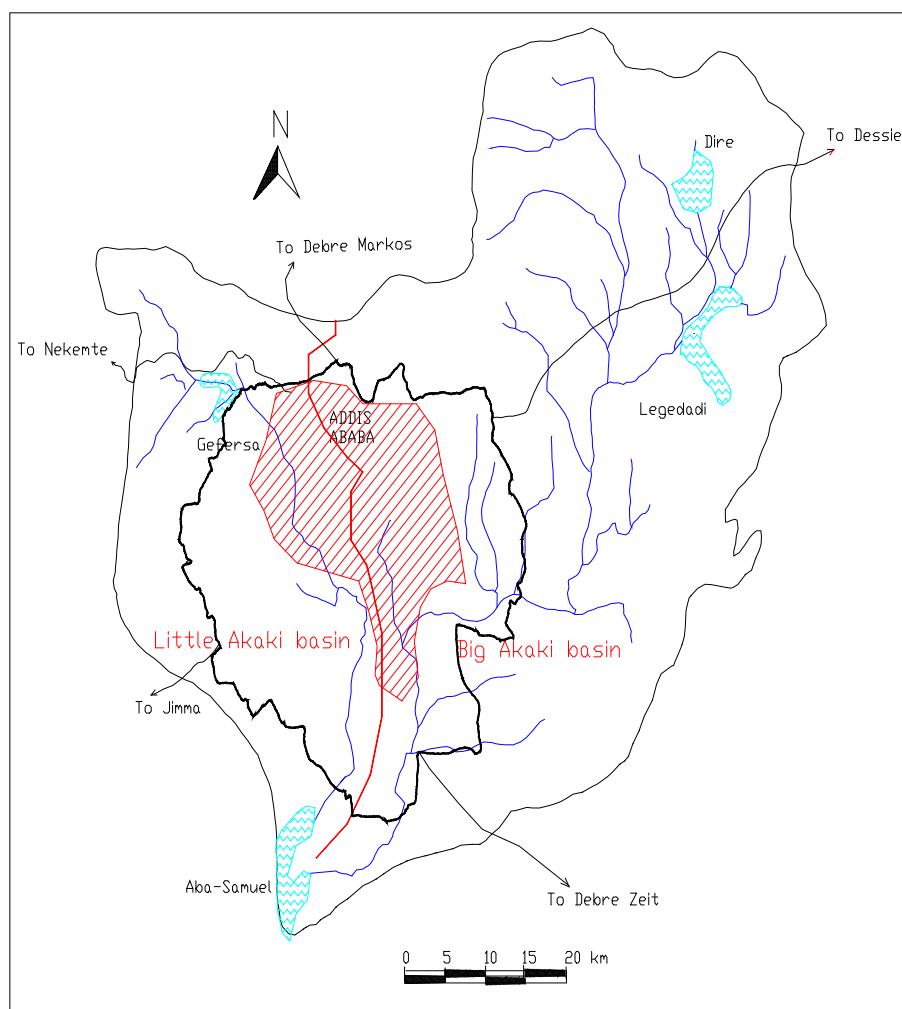 N
Dire
To Dessie
To Debre Markos
To Nekemte
ADDIS
ABABA
Legedadi
Gefersa
Little Akaki basin
Big Akaki basin
To Jimma
Aba-Samuel
To Debre Zeit
0 5 10 15 20 km